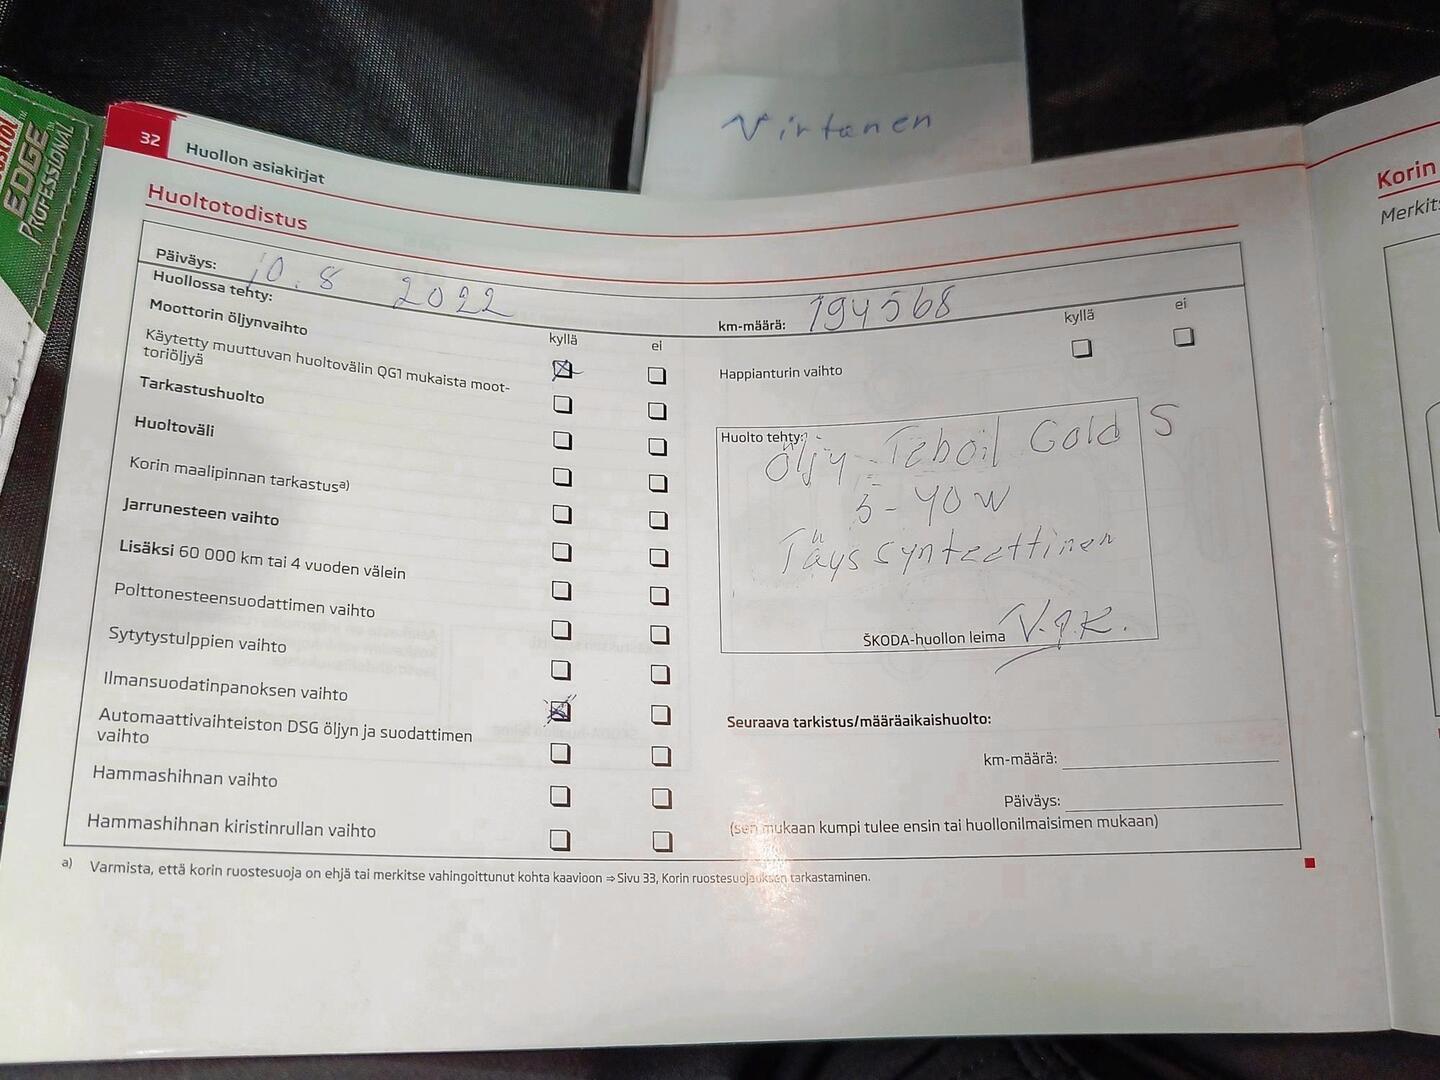 Castrol
EDGE
PROFESSIONAL
Virtanen
32 Huollon asiakirjat
Huoltotodistus
Päiväys: 10.8 2022
km-määrä: 194568
Huollossa tehty:
kyllä ei
kyllä ei
Moottorin öljynvaihto
Käytetty muuttuvan huoltovälin QG1 mukaista moot-
toriöljyä
Tarkastushuolto
Huoltoväli
Korin maalipinnan tarkastus a)
Jarrunesteen vaihto
Lisäksi 60 000 km tai 4 vuoden välein
Polttonesteensuodattimen vaihto
Sytytystulppien vaihto
Ilmansuodatinpanoksen vaihto
Automaattivaihteiston DSG öljyn ja suodattimen
vaihto
Hammashihnan vaihto
Hammashihnan kiristinrullan vaihto
Happianturin vaihto
Huolto tehty:
Öljy = Teboil Gold S
5-40W
Täyssynteettinen
ŠKODA-huollon leima
Seuraava tarkistus/määräaikaishuolto:
km-määrä:
Päiväys:
(sen mukaan kumpi tulee ensin tai huollonilmaisimen mukaan)
a) Varmista, että korin ruostesuoja on ehjä tai merkitse vahingoittunut kohta kaavioon ⇒ Sivu 33, Korin ruostesuojauksen tarkastaminen.
Korin